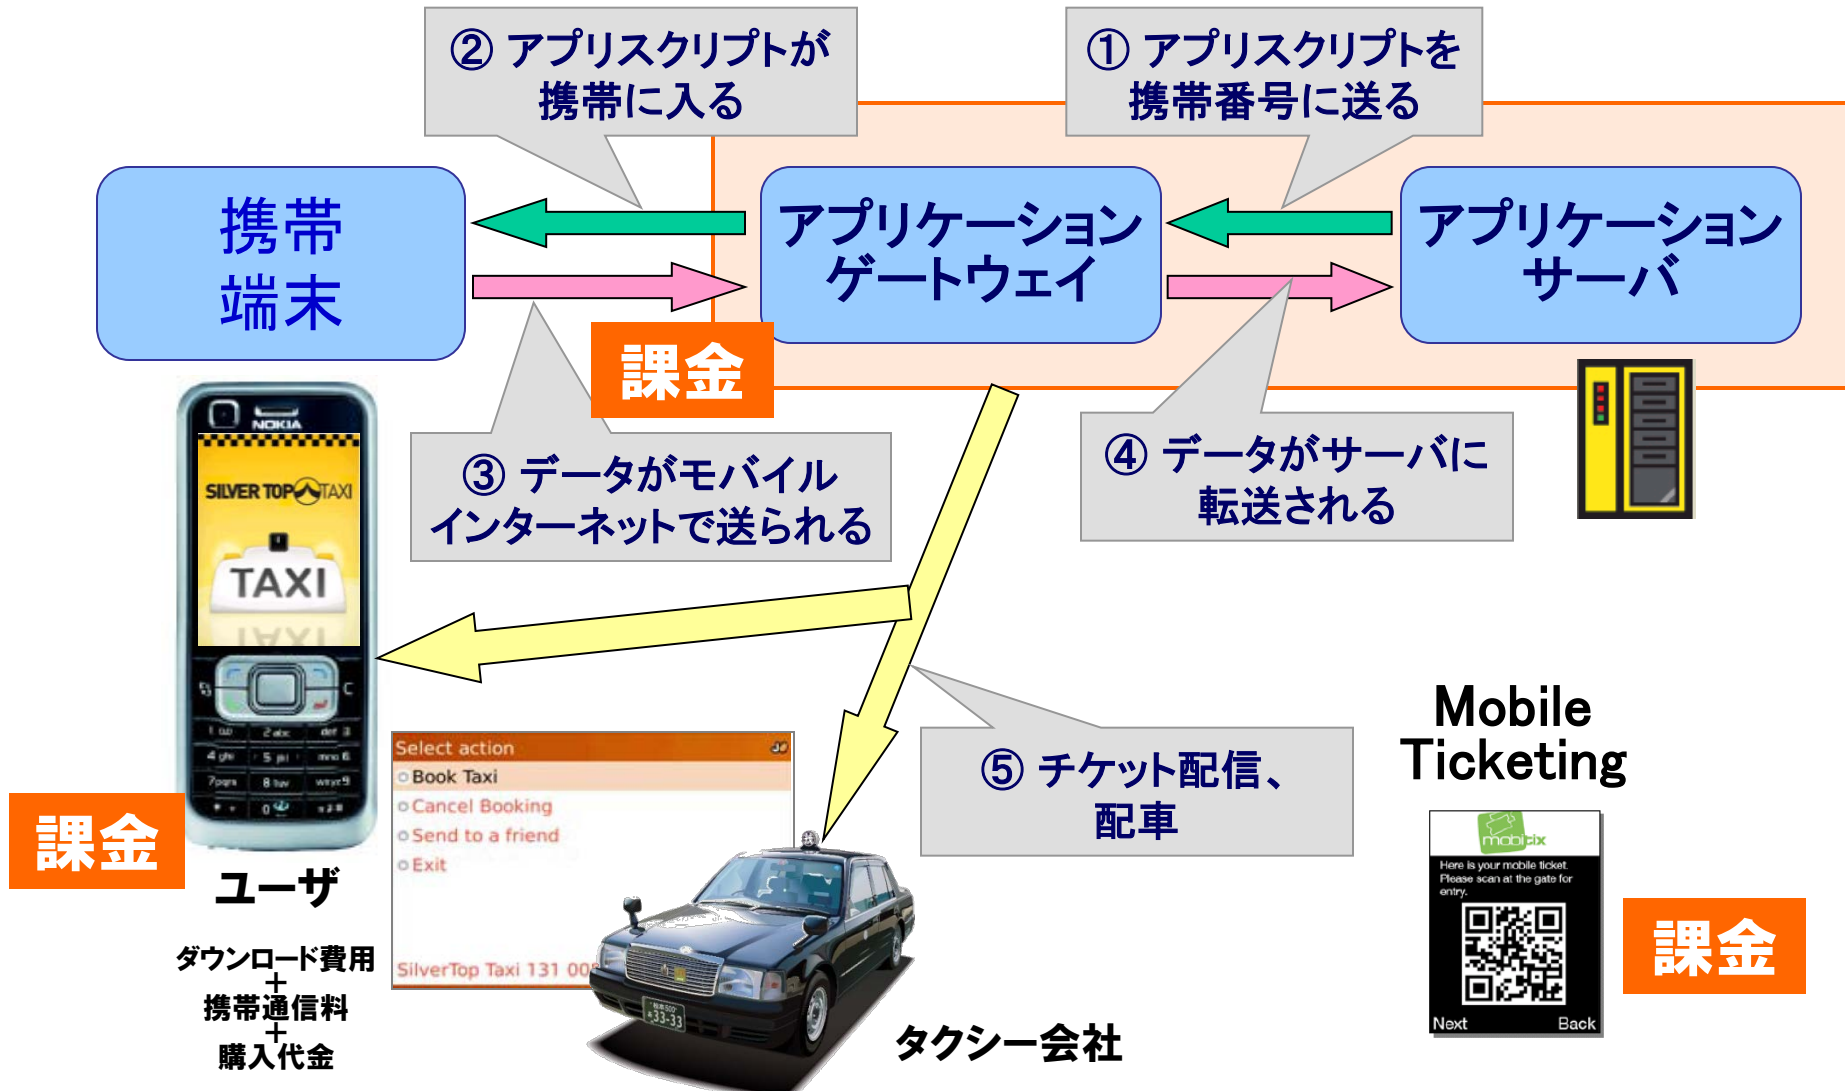 ② アプリスクリプトが
携帯に入る
① アプリスクリプトを
携帯番号に送る
携帯
端末
アプリケーション
ゲートウェイ
アプリケーション
サーバ
課金
③ データがモバイル
インターネットで送られる
④ データがサーバに
転送される
NOKIA
SILVER TOP TAXI
TAXI
⑤ チケット配信、
配車
Select action
Book Taxi
Cancel Booking
Send to a friend
Exit
SilverTop Taxi 131 00
33-33
タクシー会社
課金
ユーザ
ダウンロード費用
+
携帯通信料
+
購入代金
Mobile
Ticketing
mobitix
Here is your mobile ticket.
Please scan at the gate for
entry.
Next Back
課金